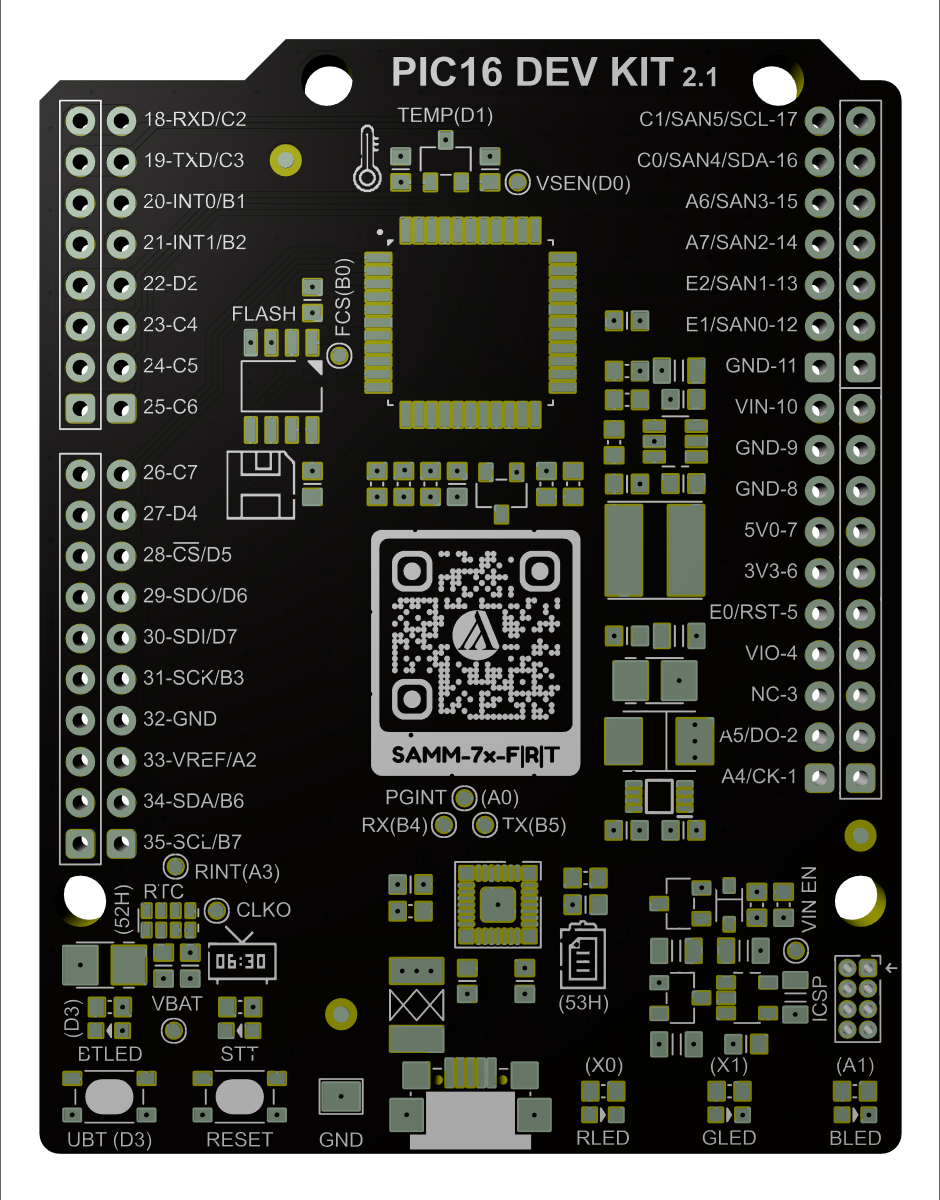 PIC16 DEV KIT 2.1
TEMP(D1)
VSEN(D0)
18-RXD/C2
19-TXD/C3
20-INT0/B1
21-INT1/B2
22-D2
23-C4
24-C5
25-C6
26-C7
27-D4
28-CS/D5
29-SDO/D6
30-SDI/D7
31-SCK/B3
32-GND
33-VREF/A2
34-SDA/B6
35-SCL/B7
C1/SAN5/SCL-17
C0/SAN4/SDA-16
A6/SAN3-15
A7/SAN2-14
E2/SAN1-13
E1/SAN0-12
GND-11
VIN-10
GND-9
GND-8
5V0-7
3V3-6
E0/RST-5
VIO-4
NC-3
A5/DO-2
A4/CK-1
FLASH
FCS(B0)
SAMM-7x-F|R|T
PGINT (A0)
RX(B4) TX(B5)
RINT(A3)
RTC
(52H)
CLKO
06:30
VBAT
(D3)
BTLED
STT
UBT (D3)
RESET
GND
(53H)
VIN EN
ICSP
(X0)
RLED
(X1)
GLED
(A1)
BLED